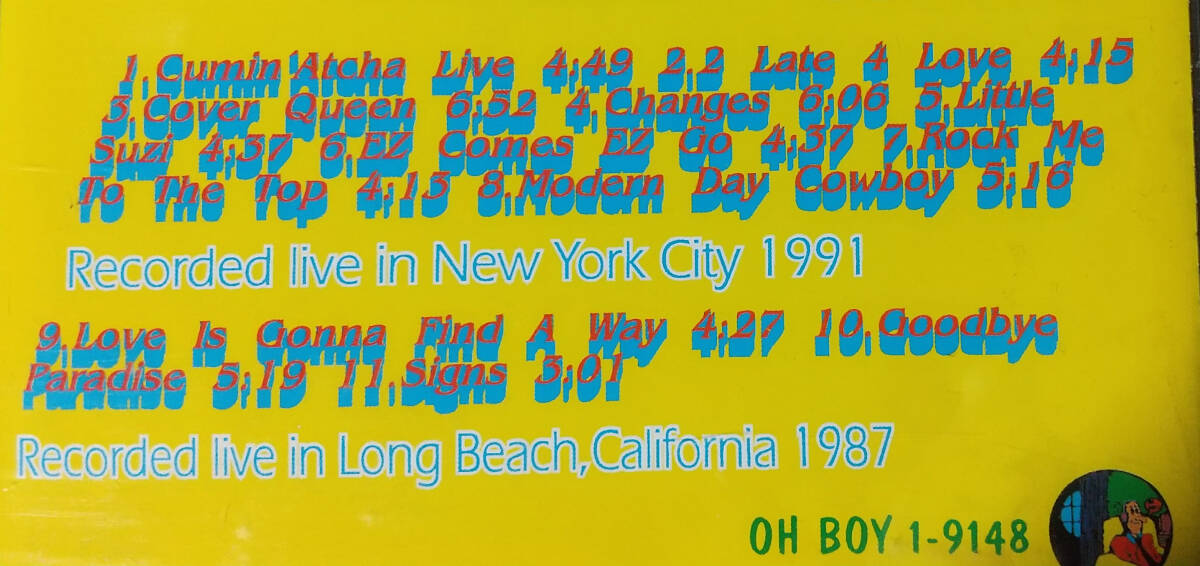 1.Cumin'Atcha Live 4;49 2.2 Late 4 Love 4;15
3.Cover Queen 6;52 4.Changes 6;06 5.Little
Suzi 4;37 6.EZ Comes EZ Go 4;37 7.Rock Me
To The Top 4;13 8.Modern Day Cowboy 5;16
Recorded live in New York City 1991
9.Love Is Gonna Find A Way 4;27 10.Goodbye
Paradise 5;19 11.Signs 3;01
Recorded live in Long Beach,California 1987
OH BOY 1-9148